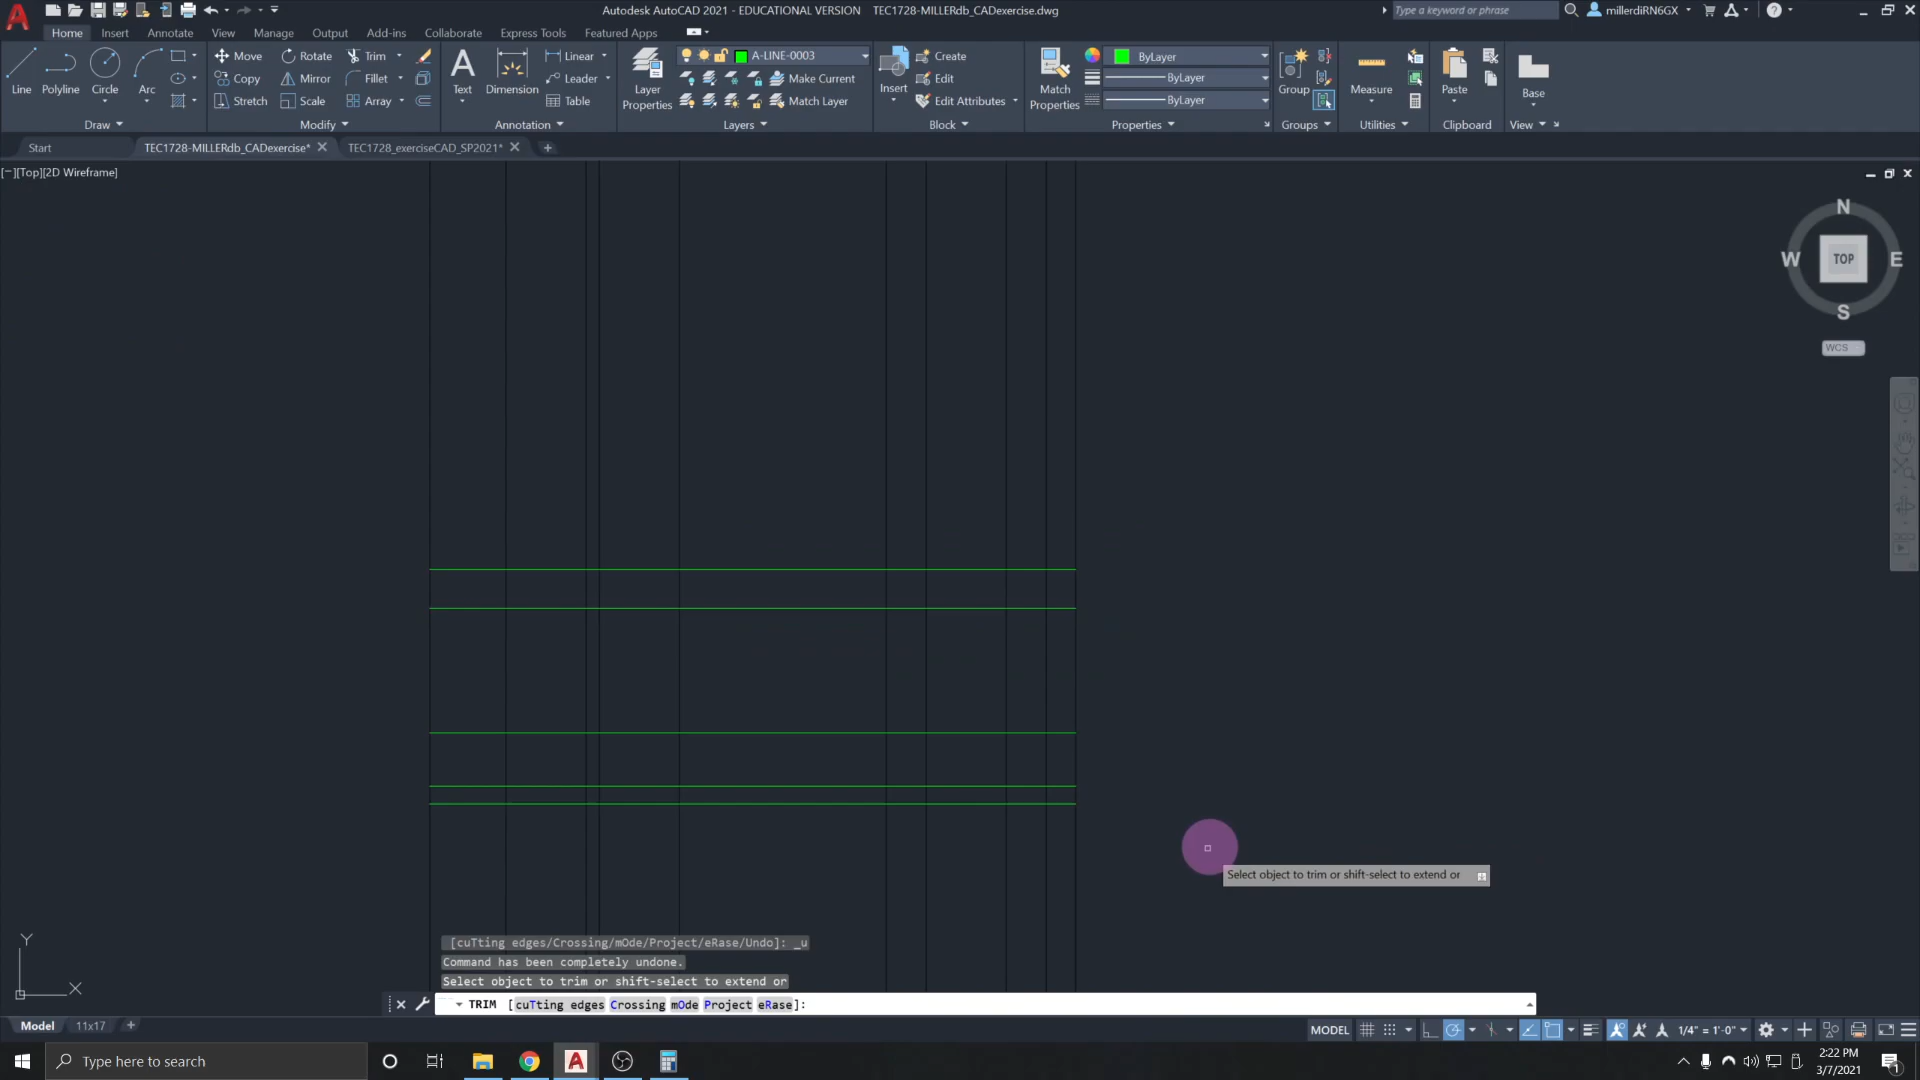 Autodesk AutoCAD 2021 - EDUCATIONAL VERSION TEC1728-MILLERdb_CADexercise.dwg
Type a keyword or phrase
millerdiRN6GX
Home Insert Annotate View Manage Output Add-ins Collaborate Express Tools Featured Apps
Line
Polyline
Circle
Arc
Draw
Move
Rotate
Trim
Copy
Mirror
Fillet
Stretch
Scale
Array
Modify
Text
Dimension
Linear
Leader
Table
Annotation
Layer
Properties
A-LINE-0003
Make Current
Match Layer
Layers
Insert
Create
Edit
Edit Attributes
Block
Match
Properties
ByLayer
ByLayer
ByLayer
Properties
Group
Groups
Measure
Utilities
Paste
Clipboard
Base
View
Start
TEC1728-MILLERdb_CADexercise*
TEC1728_exerciseCAD_SP2021*
[−][Top][2D Wireframe]
N
W
TOP
E
S
WCS
Select object to trim or shift-select to extend or
Y
X
[cuTting edges/Crossing/mOde/Project/eRase/Undo]: _u
Command has been completely undone.
Select object to trim or shift-select to extend or
TRIM [cuTting edges Crossing mOde Project eRase]:
Model
11x17
MODEL
1/4" = 1'-0"
Type here to search
2:22 PM
3/7/2021
1